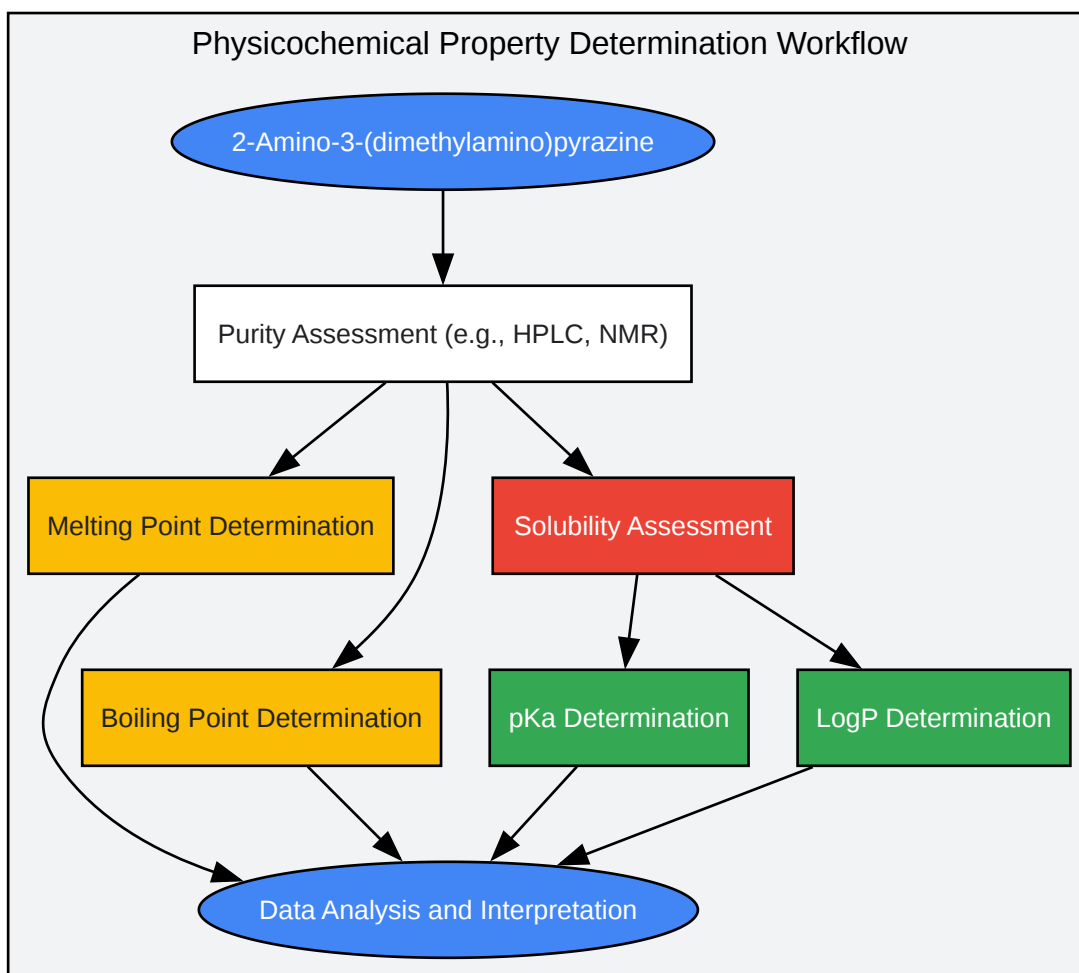 Physicochemical Property Determination Workflow
2-Amino-3-(dimethylamino)pyrazine
Purity Assessment (e.g., HPLC, NMR)
Melting Point Determination
Solubility Assessment
Boiling Point Determination
pKa Determination
LogP Determination
Data Analysis and Interpretation